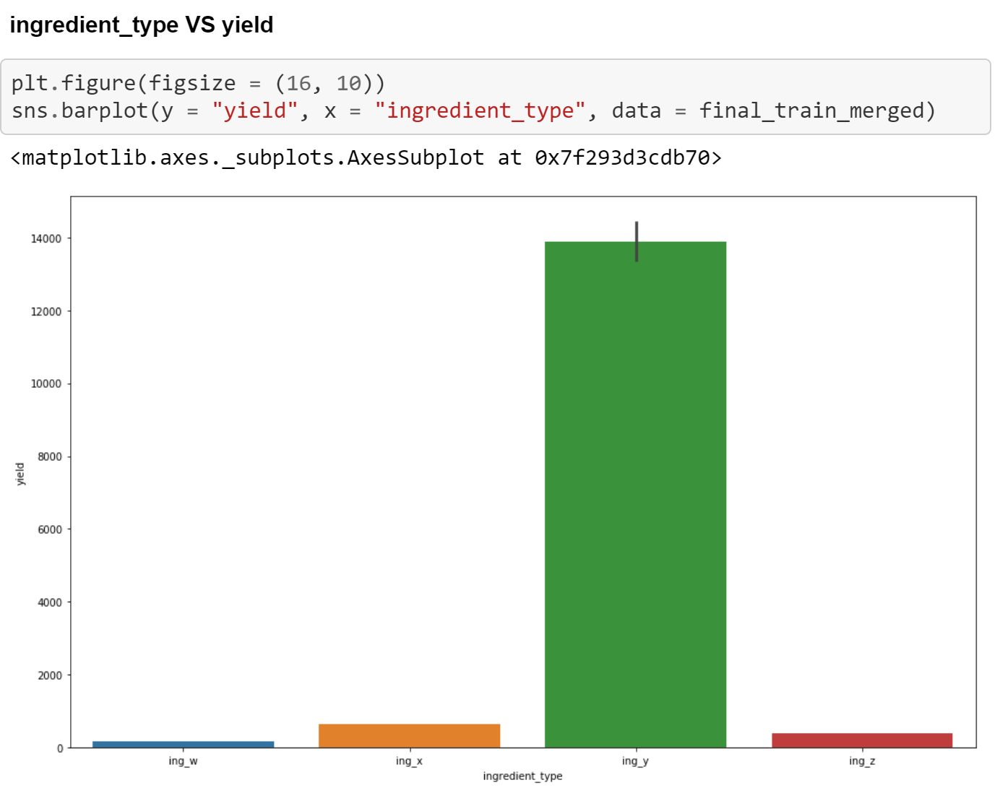 ingredient_type VS yield
plt.figure(figsize = (16, 10))
sns.barplot(y = "yield", x = "ingredient_type", data = final_train_merged)
<matplotlib.axes._subplots.AxesSubplot at 0x7f293d3cdb70>
14000
12000
10000
8000
yield
6000
4000
2000
0
ing_w ing_x ing_y ing_z
ingredient_type